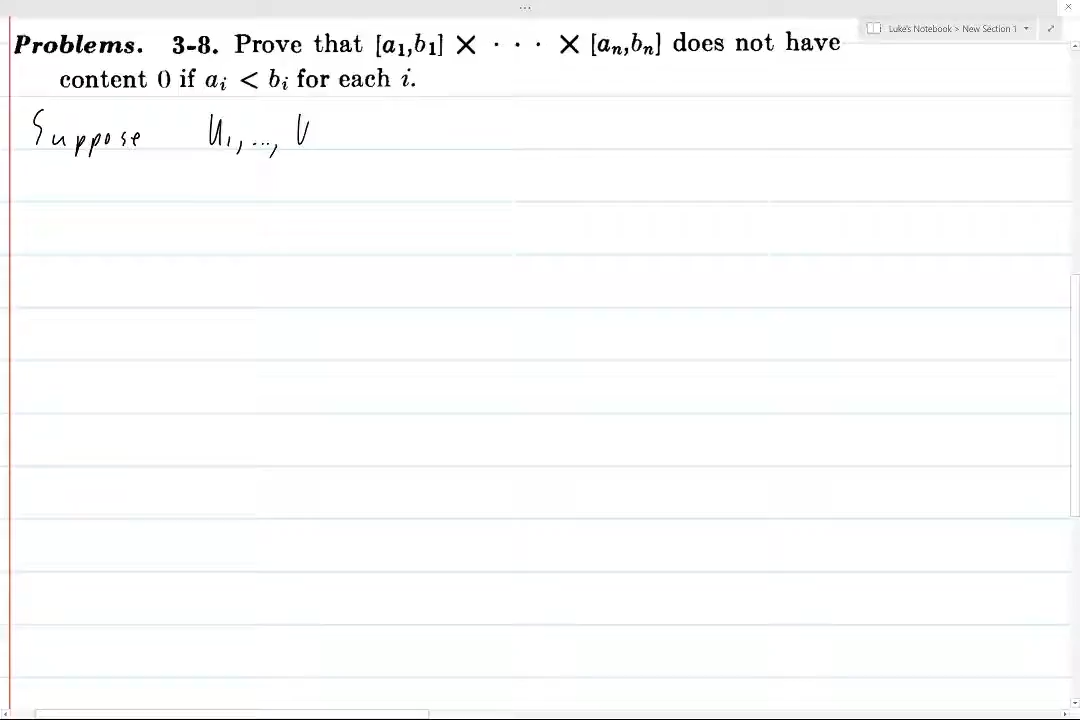 Luke's Notebook > New Section 1
Problems. 3-8. Prove that [a₁,b₁] × · · · × [aₙ,bₙ] does not have
content 0 if aᵢ < bᵢ for each i.
Suppose U₁, ..., U